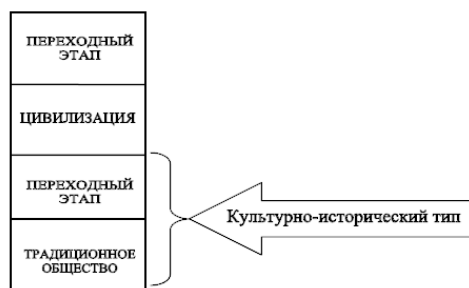 ПЕРЕХОДНЫЙ
ЭТАП
ЦИВИЛИЗАЦИЯ
ПЕРЕХОДНЫЙ
ЭТАП
Культурно-исторический тип
ТРАДИЦИОННОЕ
ОБЩЕСТВО